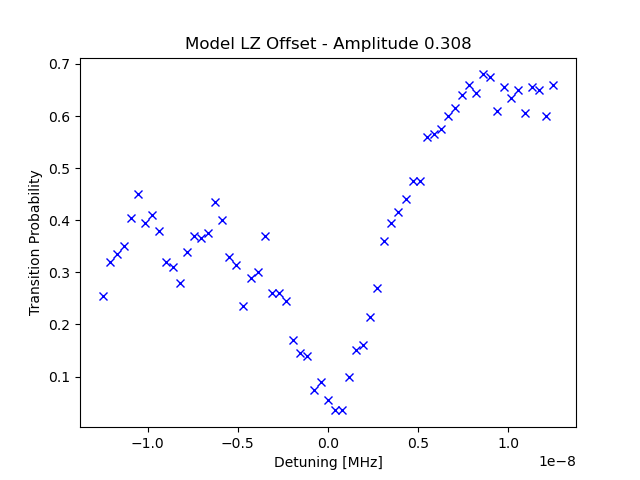 Model LZ Offset - Amplitude 0.308
0.7
0.6
0.5
0.4
0.3
0.2
0.1
Transition Probability
−1.0 −0.5 0.0 0.5 1.0
1e−8
Detuning [MHz]